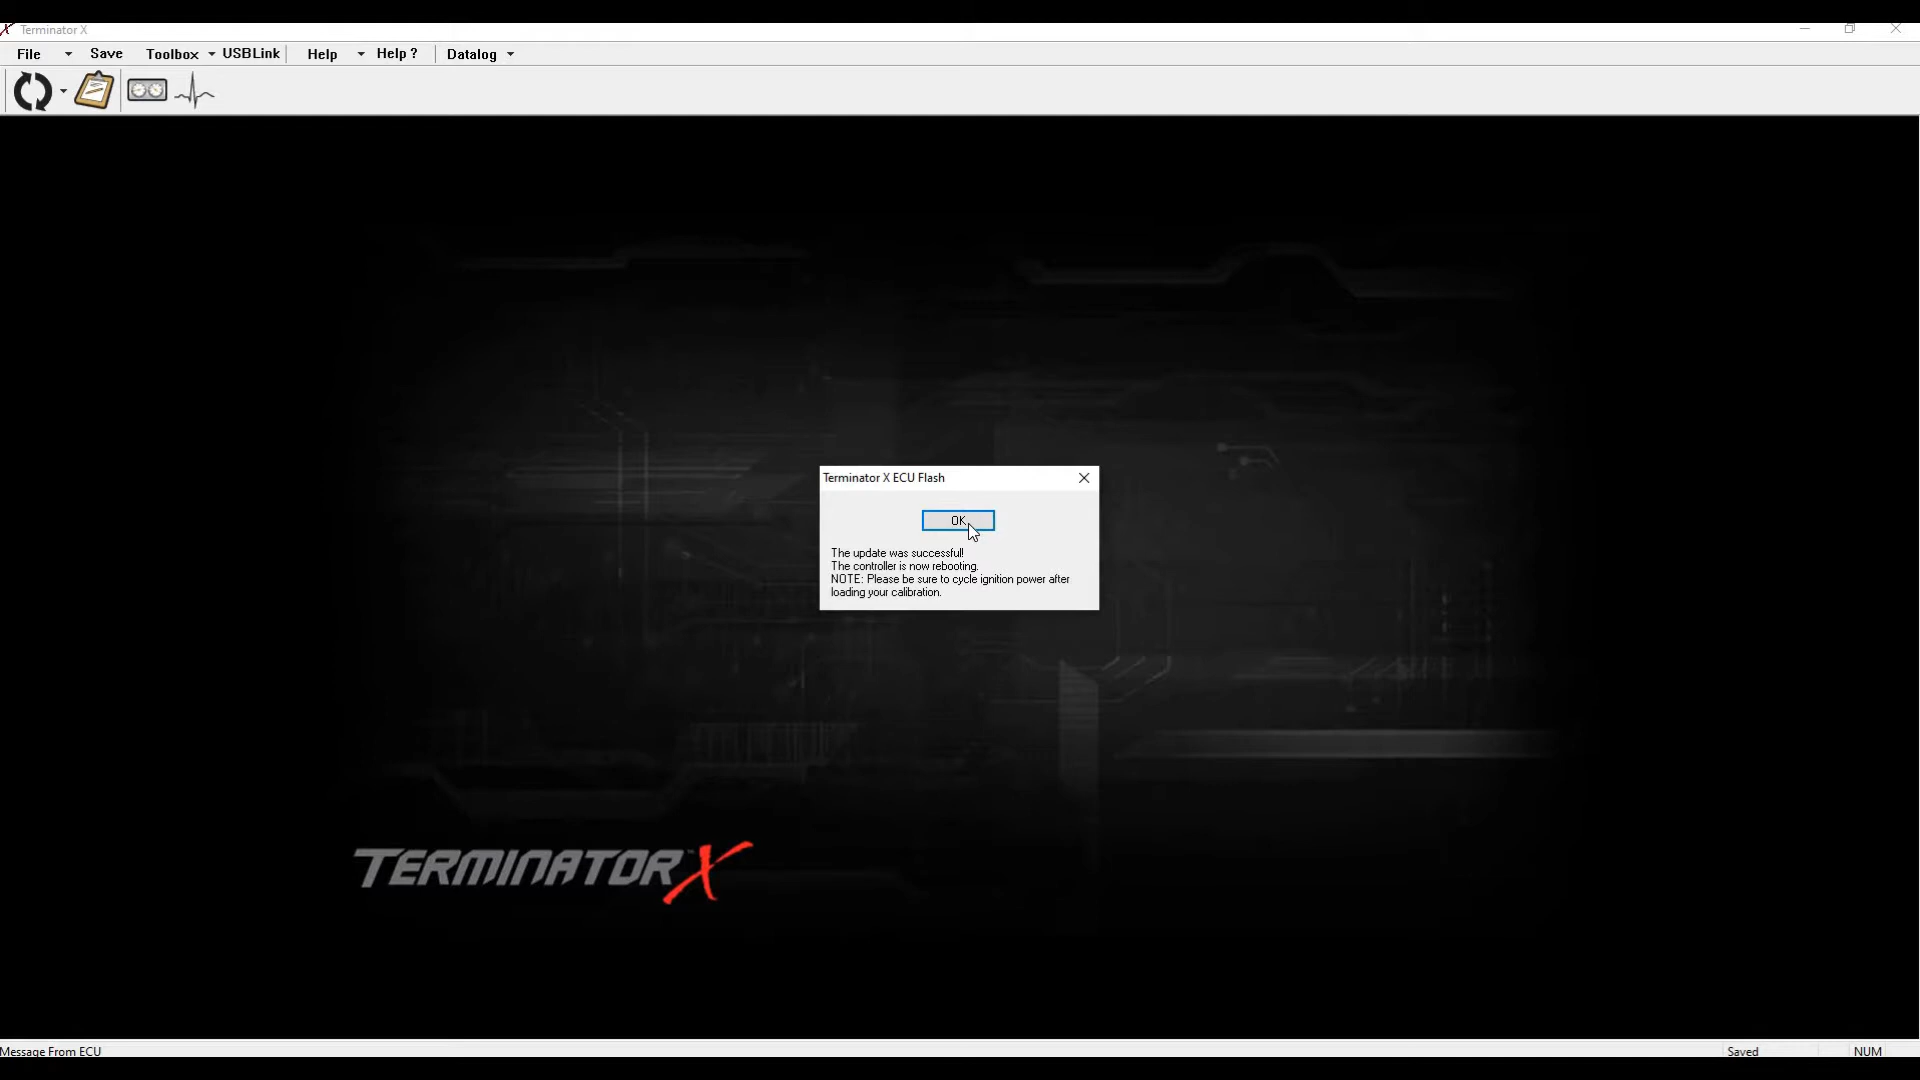 Terminator X
File Save Toolbox USBLink Help Help ? Datalog
Terminator X ECU Flash
OK
The update was successful!
The controller is now rebooting.
NOTE: Please be sure to cycle ignition power after
loading your calibration.
TERMINATOR X
Message From ECU Saved NUM